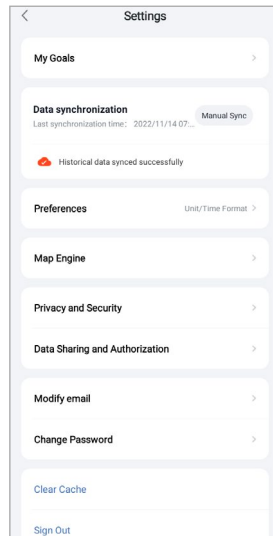 Settings
My Goals
Data synchronization
Last synchronization time： 2022/11/14 07:...
Manual Sync
Historical data synced successfully
Preferences
Unit/Time Format
Map Engine
Privacy and Security
Data Sharing and Authorization
Modify email
Change Password
Clear Cache
Sign Out